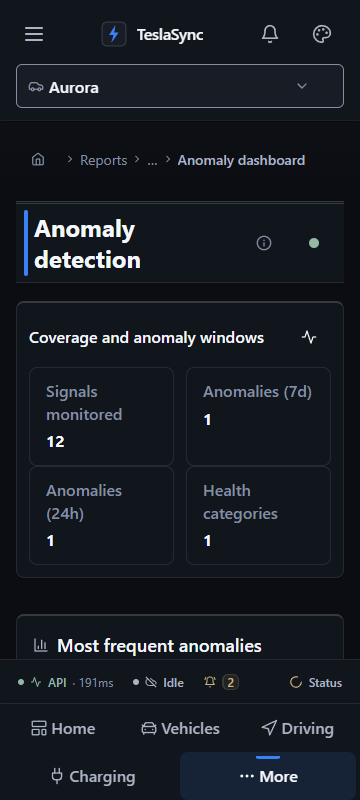 TeslaSync
Aurora
Reports ... Anomaly dashboard
Anomaly
detection
Coverage and anomaly windows
Signals
monitored
12
Anomalies (7d)
1
Anomalies
(24h)
1
Health
categories
1
Most frequent anomalies
API · 191ms Idle 2 Status
Home Vehicles Driving
Charging More